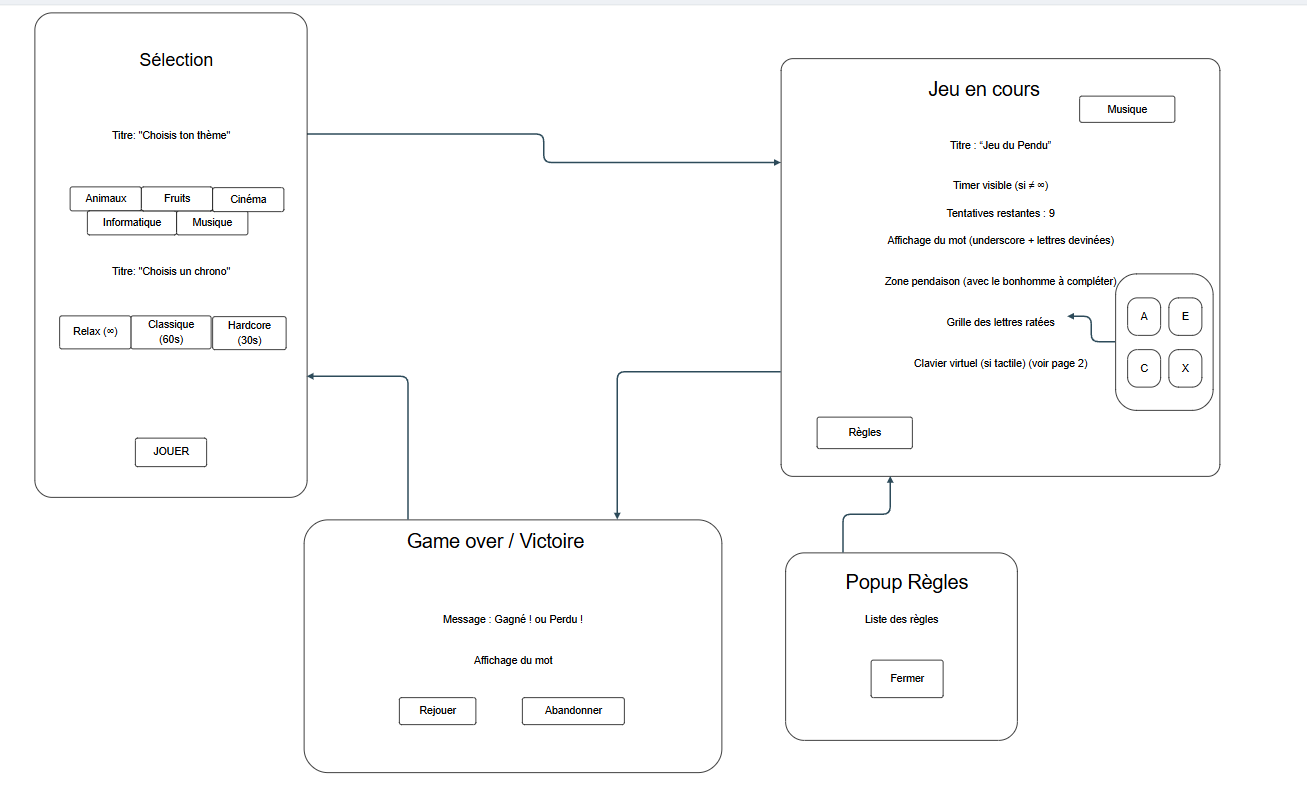 Sélection
Titre: "Choisis ton thème"
Animaux
Fruits
Cinéma
Informatique
Musique
Titre: "Choisis un chrono"
Relax (∞)
Classique
(60s)
Hardcore
(30s)
JOUER
Jeu en cours
Musique
Titre : “Jeu du Pendu”
Timer visible (si ≠ ∞)
Tentatives restantes : 9
Affichage du mot (underscore + lettres devinées)
Zone pendaison (avec le bonhomme à compléter)
Grille des lettres ratées
A
E
C
X
Clavier virtuel (si tactile) (voir page 2)
Règles
Game over / Victoire
Message : Gagné ! ou Perdu !
Affichage du mot
Rejouer
Abandonner
Popup Règles
Liste des règles
Fermer